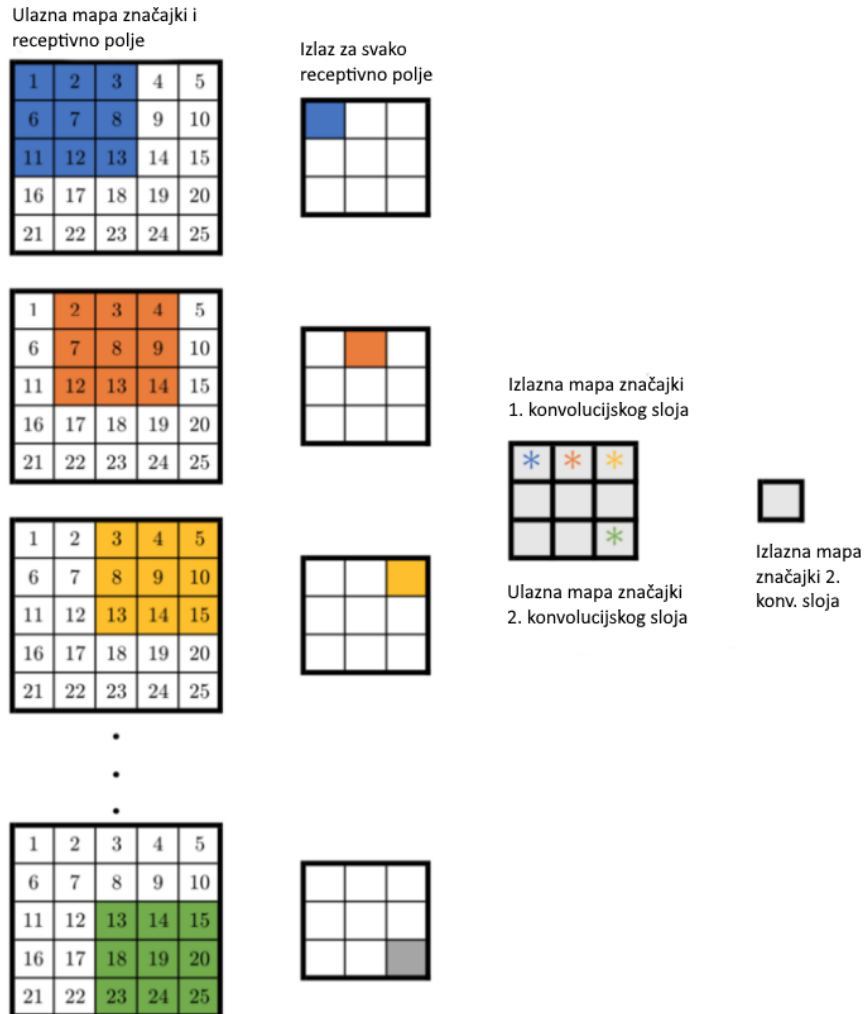 Ulazna mapa značajki i
receptivno polje
Izlaz za svako
receptivno polje
1 2 3 4 5
6 7 8 9 10
11 12 13 14 15
16 17 18 19 20
21 22 23 24 25
1 2 3 4 5
6 7 8 9 10
11 12 13 14 15
16 17 18 19 20
21 22 23 24 25
Izlazna mapa značajki
1. konvolucijskog sloja
* * *
*
Ulazna mapa značajki
2. konvolucijskog sloja
Izlazna mapa
značajki 2.
konv. sloja
1 2 3 4 5
6 7 8 9 10
11 12 13 14 15
16 17 18 19 20
21 22 23 24 25
1 2 3 4 5
6 7 8 9 10
11 12 13 14 15
16 17 18 19 20
21 22 23 24 25